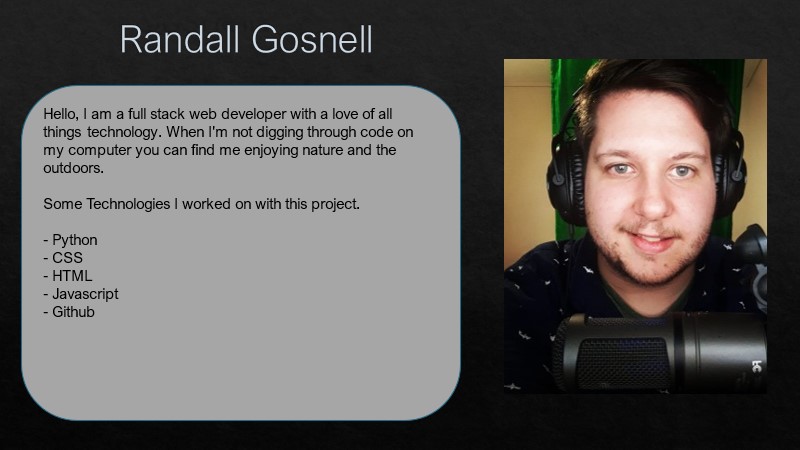 Randall Gosnell
Hello, I am a full stack web developer with a love of all
things technology. When I'm not digging through code on
my computer you can find me enjoying nature and the
outdoors.
Some Technologies I worked on with this project.
- Python
- CSS
- HTML
- Javascript
- Github